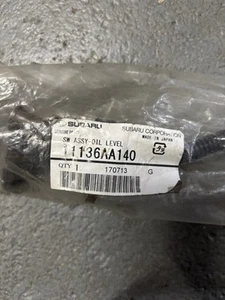 SUBARU
SUBARU CORPORATION
MADE IN JAPAN
SW ASSY-OIL LEVEL
11136AA140
QTY 1 170713 G